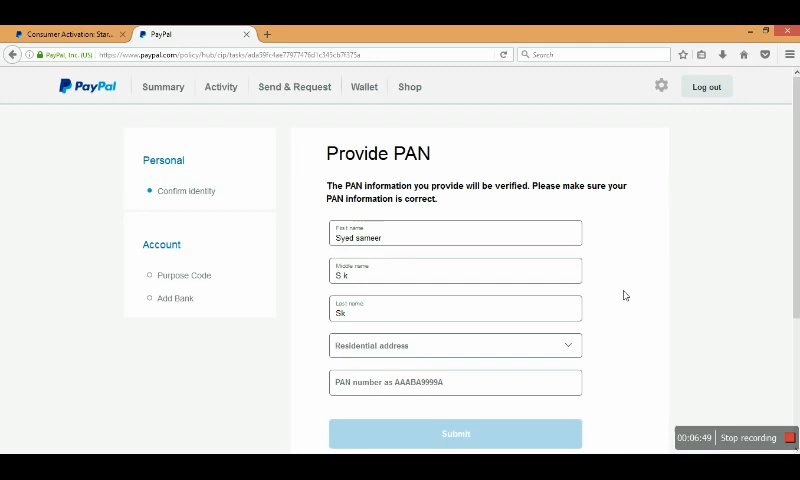 Consumer Activation: Star...
PayPal
PayPal, Inc. (US)
https://www.paypal.com/policy/hub/cip/tasks/
Search
PayPal
Summary
Activity
Send & Request
Wallet
Shop
Log out
Personal
Confirm identity
Account
Purpose Code
Add Bank
Provide PAN
The PAN information you provide will be verified. Please make sure your
PAN information is correct.
First name
Syed sameer
Middle name
S k
Last name
Sk
Residential address
PAN number as AAABA9999A
Submit
00:06:49
Stop recording